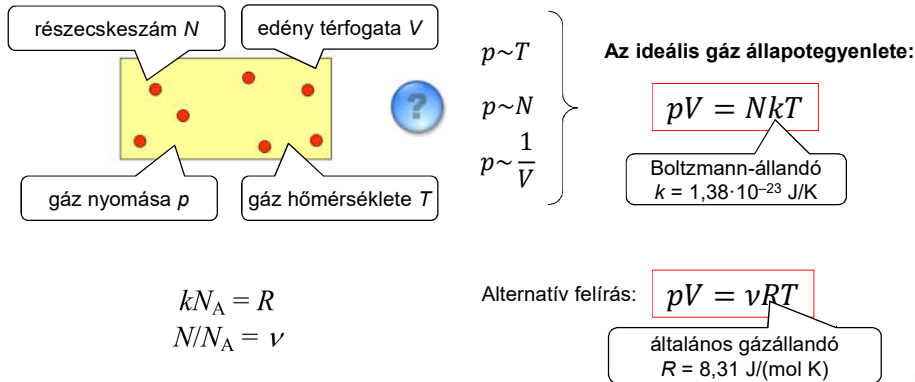 részecskeszám N
edény térfogata V
?
gáz nyomása p
gáz hőmérséklete T
p~T
p~N
p~1/V
Az ideális gáz állapotegyenlete:
pV = NkT
Boltzmann-állandó
k = 1,38·10⁻²³ J/K
kN_A = R
N/N_A = ν
Alternatív felírás:
pV = νRT
általános gázállandó
R = 8,31 J/(mol K)